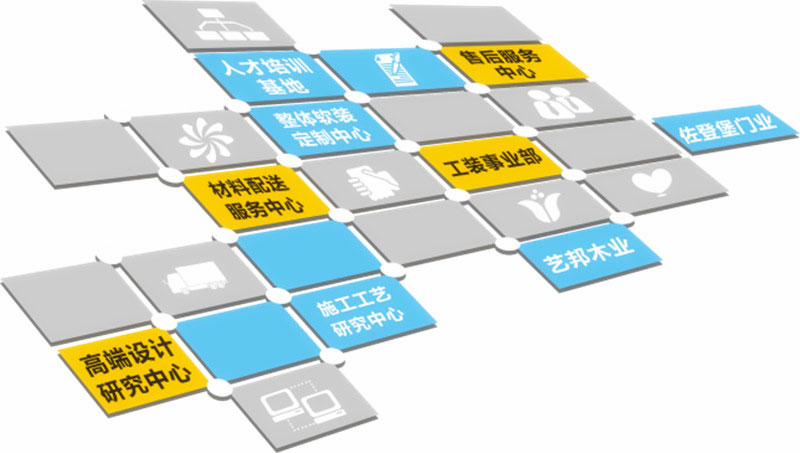 售后服务
中心
人才培训
基地
整体软装
定制中心
佐登堡门业
工装事业部
材料配送
服务中心
艺邦木业
施工工艺
研究中心
高端设计
研究中心